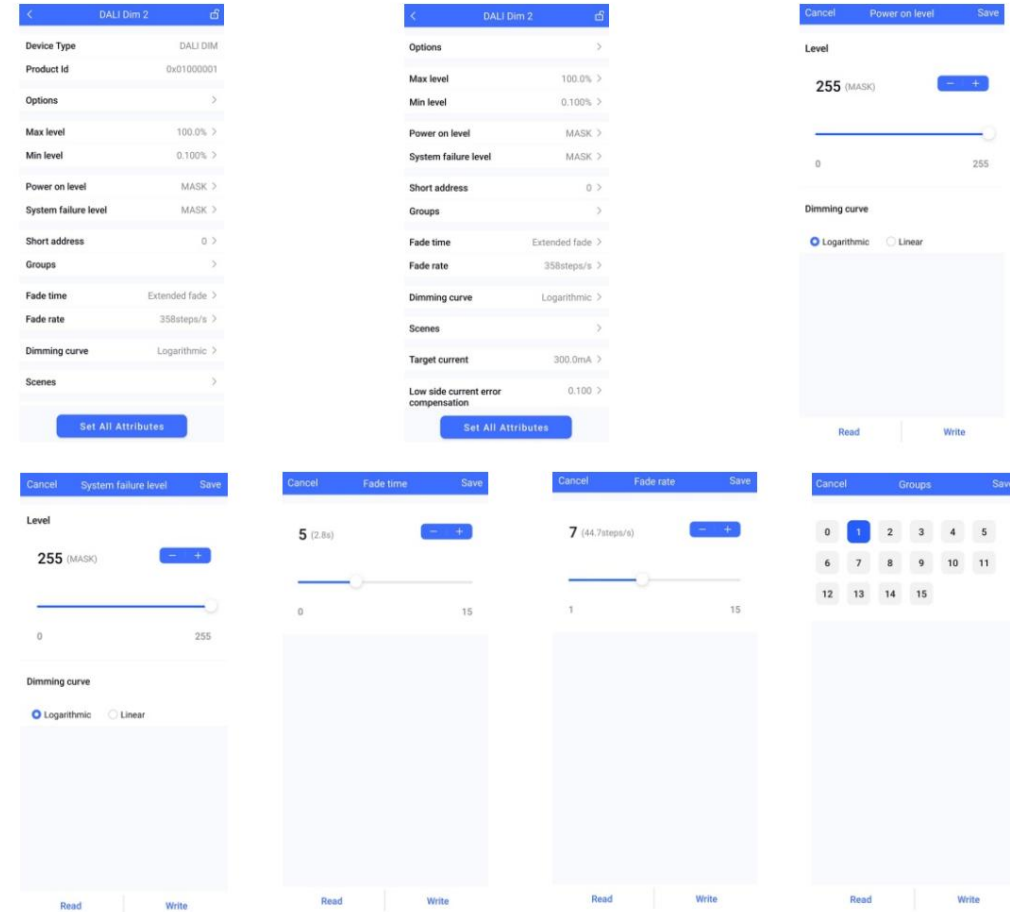 DALI Dim 2
Device Type DALI DIM
Product Id 0x01000001
Options
Max level 100.0%
Min level 0.100%
Power on level MASK
System failure level MASK
Short address 0
Groups
Fade time Extended fade
Fade rate 358steps/s
Dimming curve Logarithmic
Scenes
Set All Attributes
DALI Dim 2
Options
Max level 100.0%
Min level 0.100%
Power on level MASK
System failure level MASK
Short address 0
Groups
Fade time Extended fade
Fade rate 358steps/s
Dimming curve Logarithmic
Scenes
Target current 300.0mA
Low side current error 0.100
compensation
Set All Attributes
Cancel Power on level Save
Level
255 (MASK) - +
0 255
Dimming curve
Logarithmic Linear
Read Write
Cancel System failure level Save
Level
255 (MASK) - +
0 255
Dimming curve
Logarithmic Linear
Read Write
Cancel Fade time Save
5 (2.8s) - +
0 15
Read Write
Cancel Fade rate Save
7 (44.7steps/s) - +
1 15
Read Write
Cancel Groups Save
0 1 2 3 4 5
6 7 8 9 10 11
12 13 14 15
Read Write